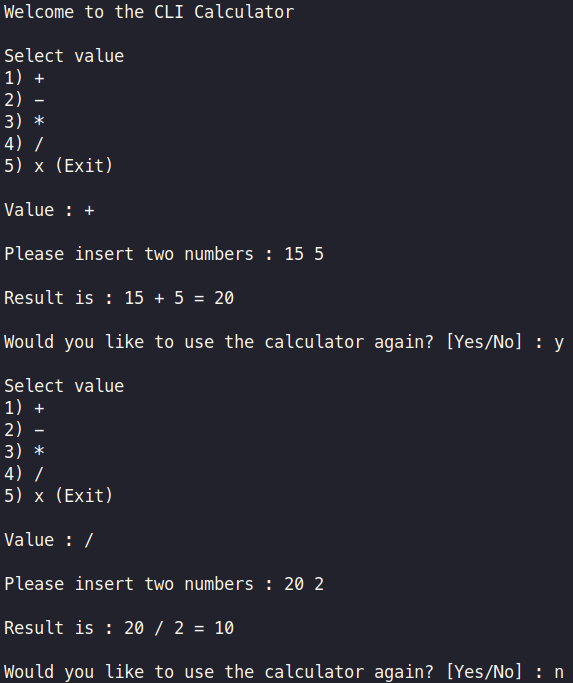 Welcome to the CLI Calculator
Select value
1) +
2) -
3) *
4) /
5) x (Exit)
Value : +
Please insert two numbers : 15 5
Result is : 15 + 5 = 20
Would you like to use the calculator again? [Yes/No] : y
Select value
1) +
2) -
3) *
4) /
5) x (Exit)
Value : /
Please insert two numbers : 20 2
Result is : 20 / 2 = 10
Would you like to use the calculator again? [Yes/No] : n